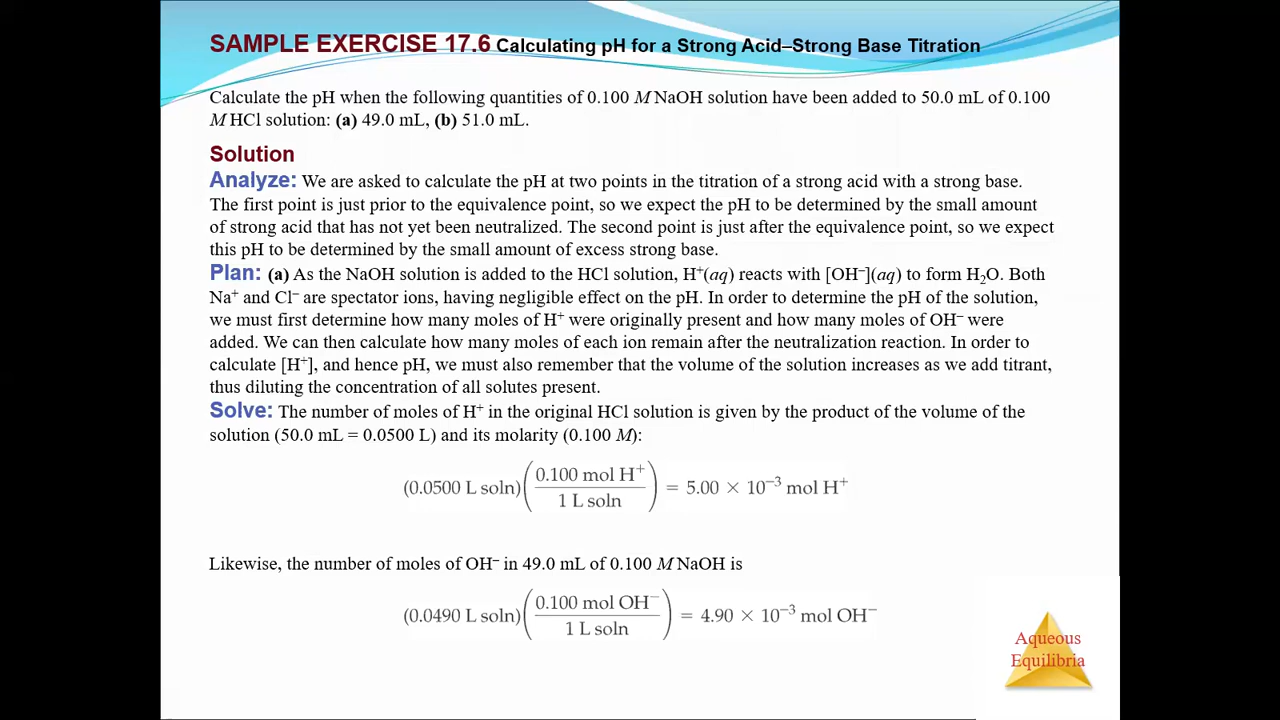 SAMPLE EXERCISE 17.6 Calculating pH for a Strong Acid–Strong Base Titration
Calculate the pH when the following quantities of 0.100 M NaOH solution have been added to 50.0 mL of 0.100
M HCl solution: (a) 49.0 mL, (b) 51.0 mL.
Solution
Analyze: We are asked to calculate the pH at two points in the titration of a strong acid with a strong base.
The first point is just prior to the equivalence point, so we expect the pH to be determined by the small amount
of strong acid that has not yet been neutralized. The second point is just after the equivalence point, so we expect
this pH to be determined by the small amount of excess strong base.
Plan: (a) As the NaOH solution is added to the HCl solution, H⁺(aq) reacts with [OH⁻](aq) to form H₂O. Both
Na⁺ and Cl⁻ are spectator ions, having negligible effect on the pH. In order to determine the pH of the solution,
we must first determine how many moles of H⁺ were originally present and how many moles of OH⁻ were
added. We can then calculate how many moles of each ion remain after the neutralization reaction. In order to
calculate [H⁺], and hence pH, we must also remember that the volume of the solution increases as we add titrant,
thus diluting the concentration of all solutes present.
Solve: The number of moles of H⁺ in the original HCl solution is given by the product of the volume of the
solution (50.0 mL = 0.0500 L) and its molarity (0.100 M):
(0.0500 L soln)(0.100 mol H⁺ / 1 L soln) = 5.00 × 10⁻³ mol H⁺
Likewise, the number of moles of OH⁻ in 49.0 mL of 0.100 M NaOH is
(0.0490 L soln)(0.100 mol OH⁻ / 1 L soln) = 4.90 × 10⁻³ mol OH⁻
Aqueous
Equilibria